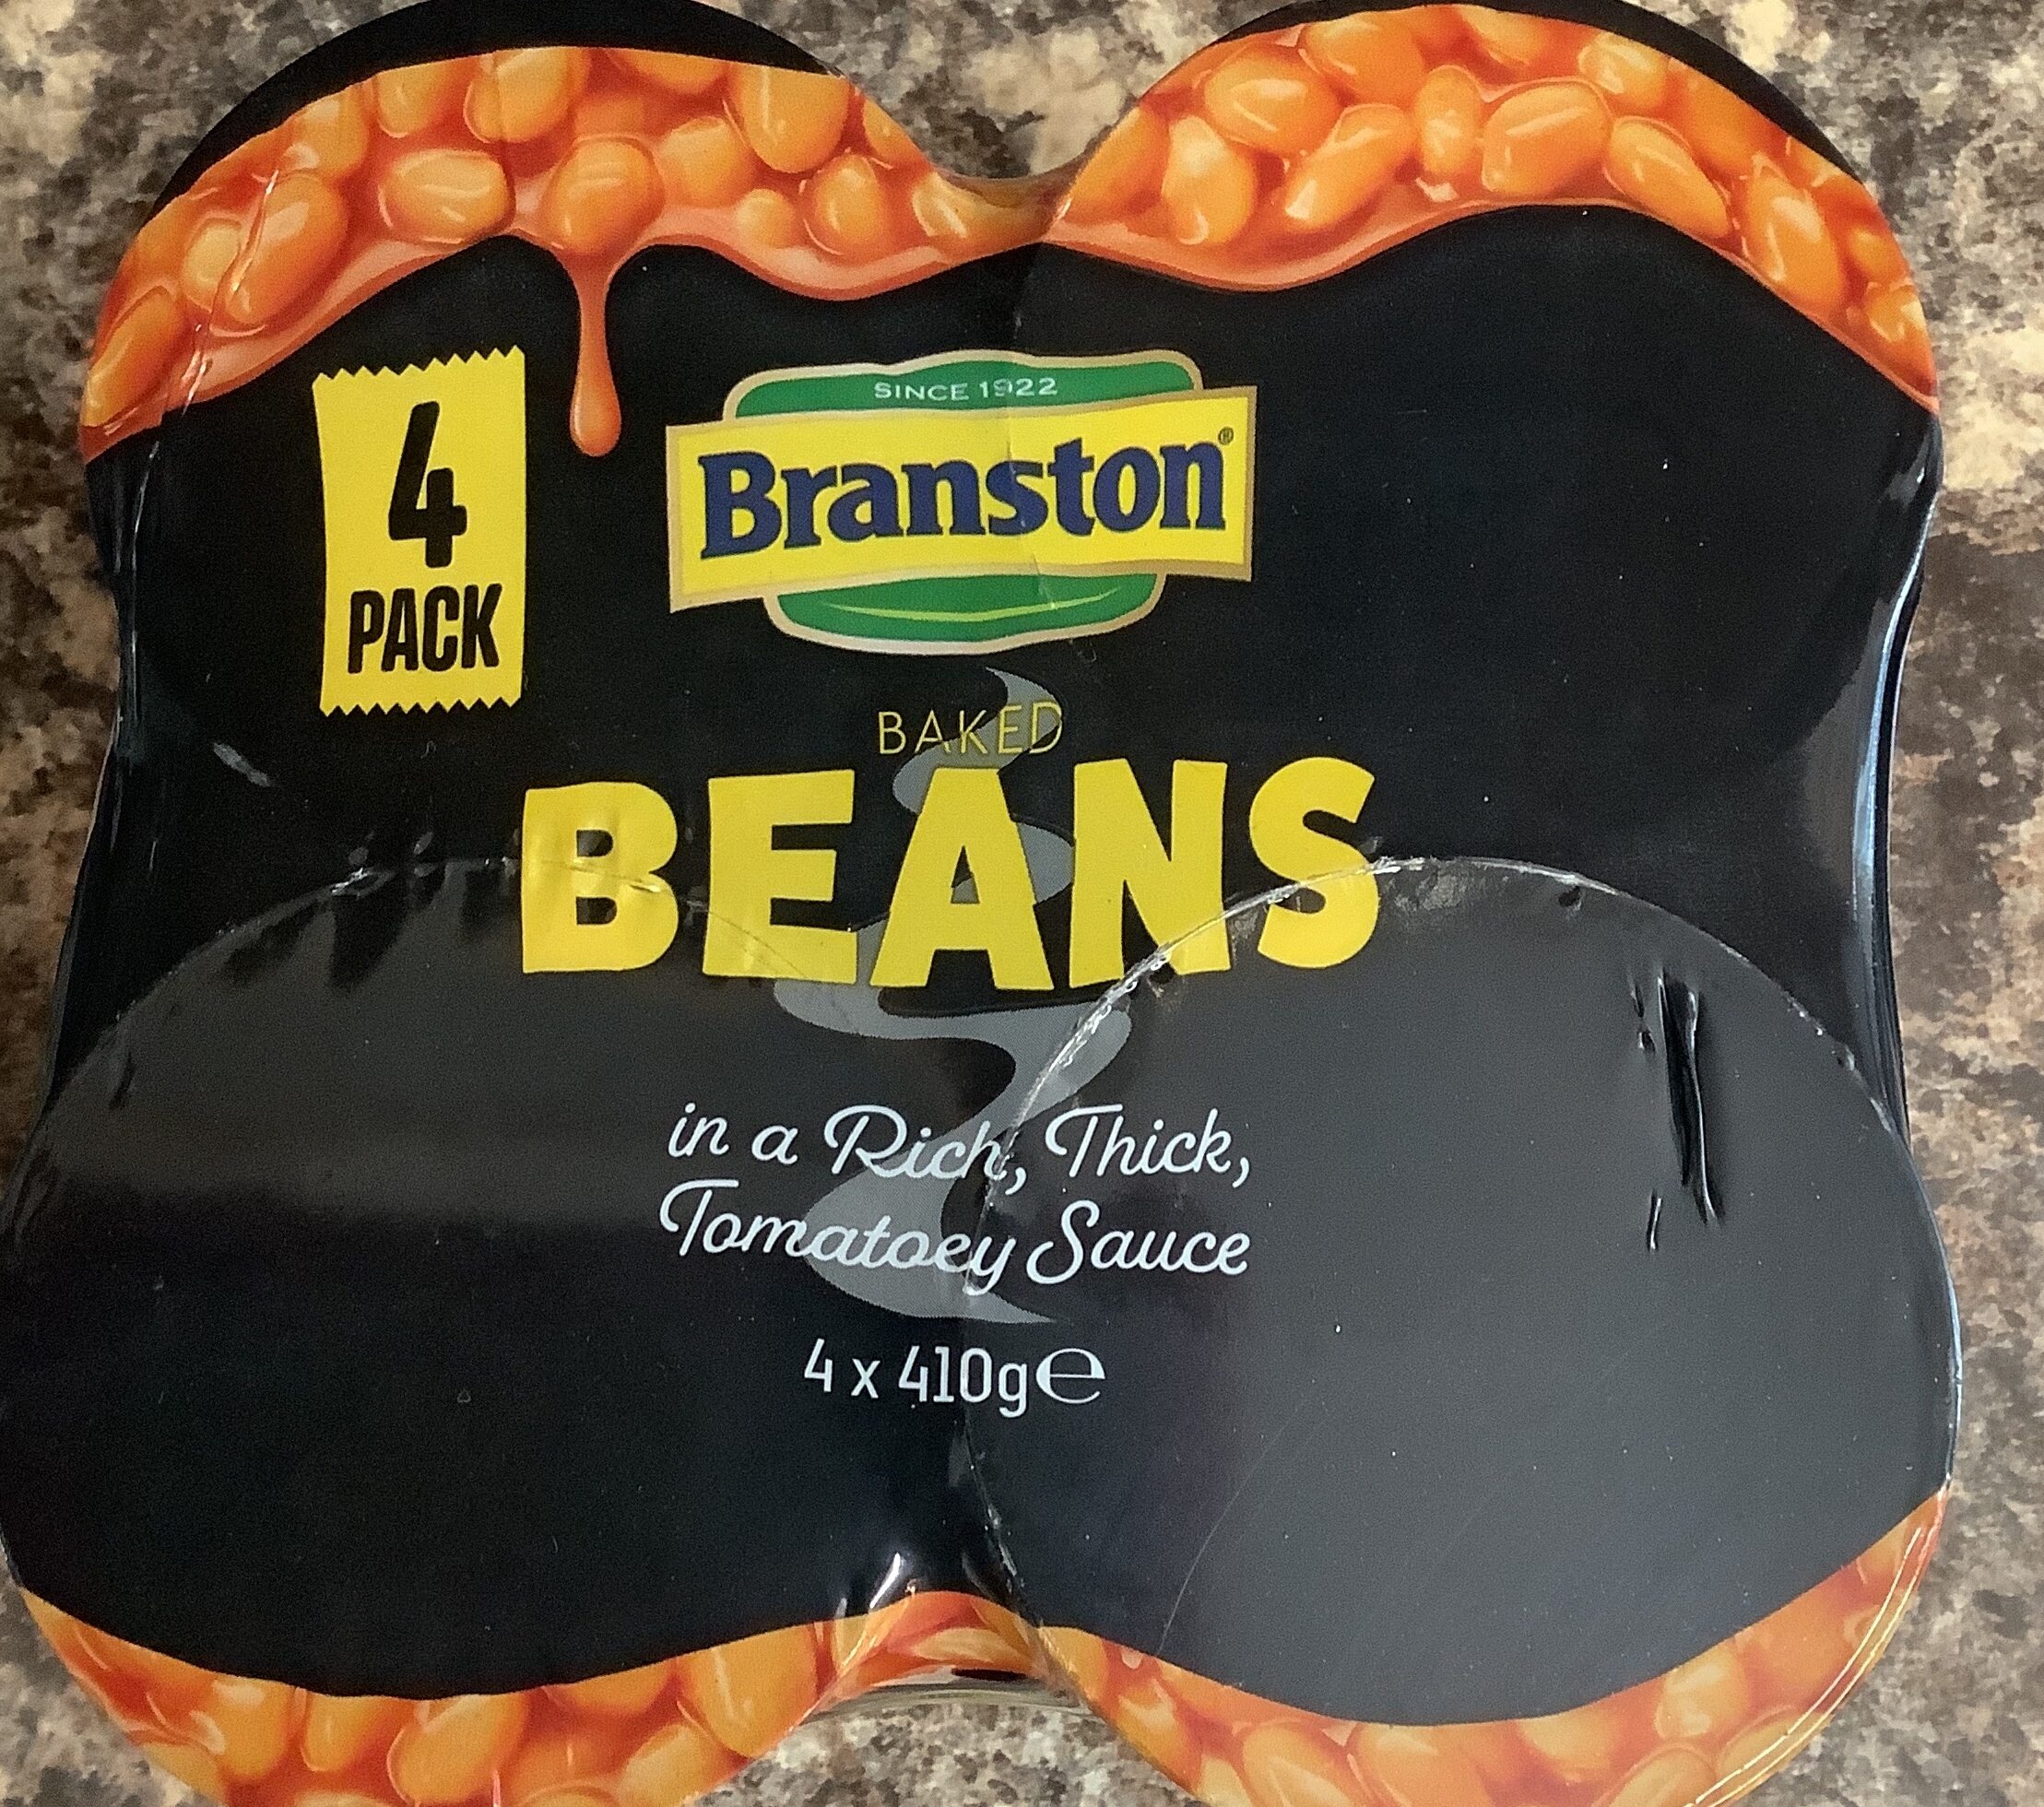 4
PACK
SINCE 1922
Branston®
BAKED
BEANS
in a Rich, Thick,
Tomatoey Sauce
4 x 410g℮